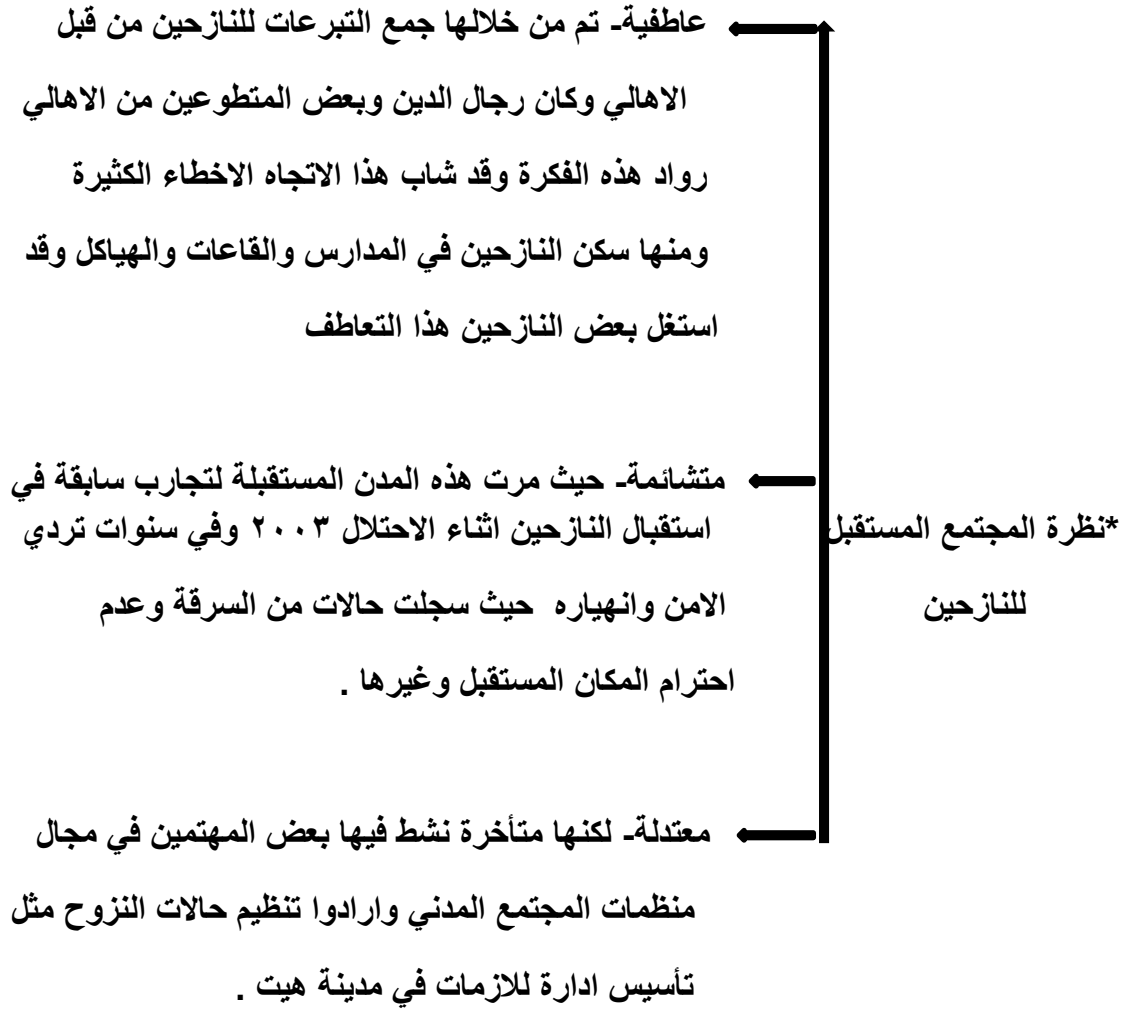 عاطفية- تم من خلالها جمع التبرعات للنازحين من قبل
الاهالي وكان رجال الدين وبعض المتطوعين من الاهالي
رواد هذه الفكرة وقد شاب هذا الاتجاه الاخطاء الكثيرة
ومنها سكن النازحين في المدارس والقاعات والهياكل وقد
استغل بعض النازحين هذا التعاطف
متشائمة- حيث مرت هذه المدن المستقبلة لتجارب سابقة في
*نظرة المجتمع المستقبل استقبال النازحين اثناء الاحتلال ٢٠٠٣ وفي سنوات تردي
للنازحين الامن وانهياره حيث سجلت حالات من السرقة وعدم
احترام المكان المستقبل وغيرها .
معتدلة- لكنها متأخرة نشط فيها بعض المهتمين في مجال
منظمات المجتمع المدني وارادوا تنظيم حالات النزوح مثل
تأسيس ادارة للازمات في مدينة هيت .